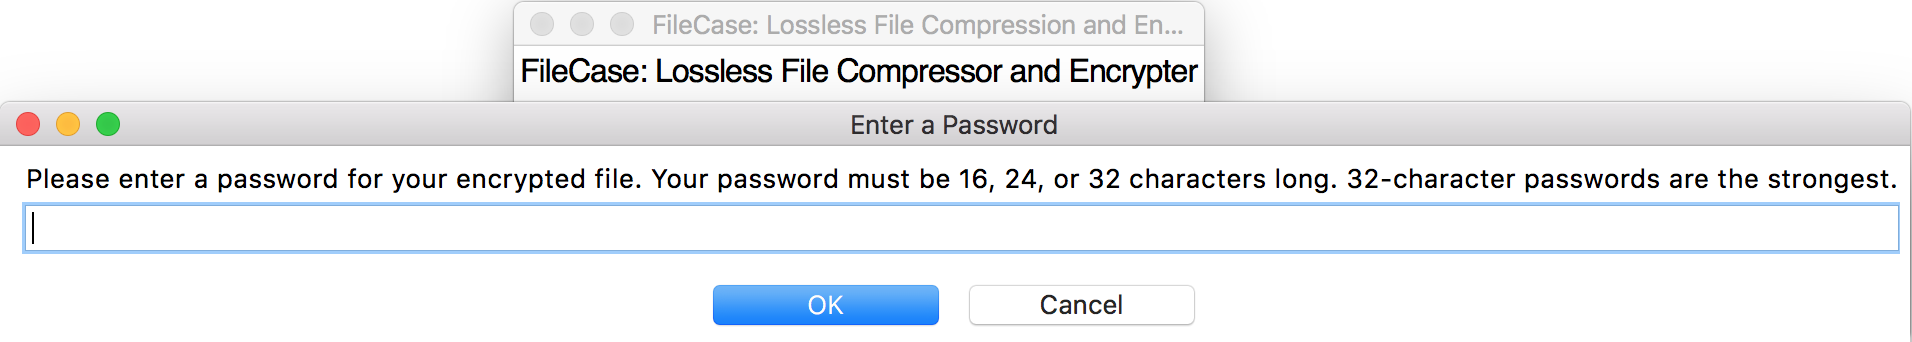 FileCase: Lossless File Compression and En...
FileCase: Lossless File Compressor and Encrypter
Enter a Password
Please enter a password for your encrypted file. Your password must be 16, 24, or 32 characters long. 32-character passwords are the strongest.
OK
Cancel